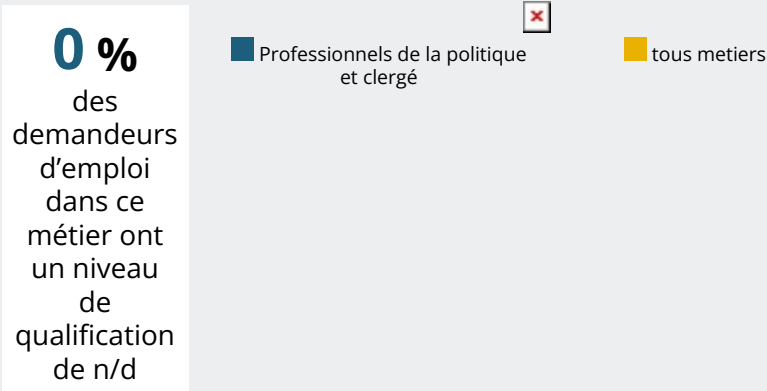 0 %
des
demandeurs
d’emploi
dans ce
métier ont
un niveau
de
qualification
de n/d
Professionnels de la politique
et clergé
tous metiers